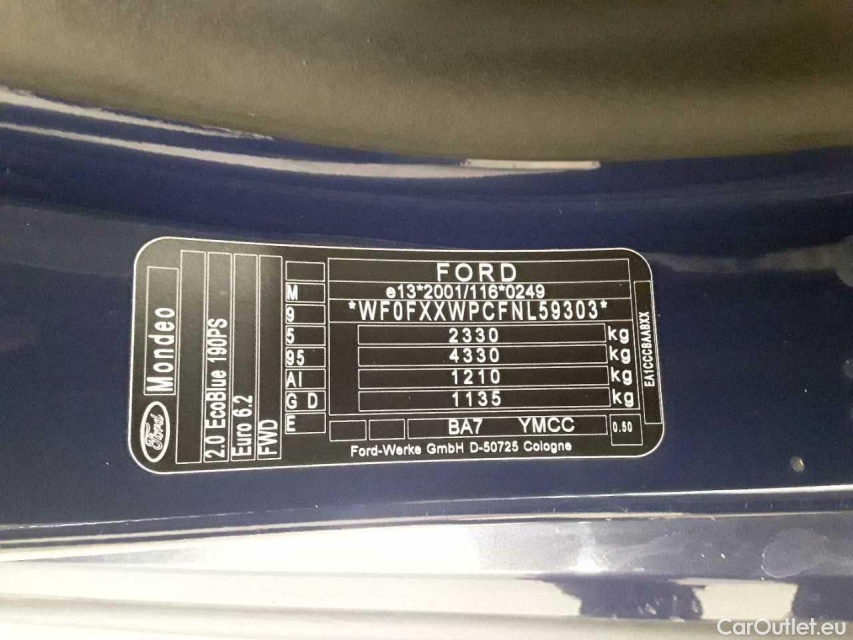 FORD
e13*2001/116*0249
*WF0FXXWPCFNL59303*
2330 kg
4330 kg
1210 kg
1135 kg
BA7 YMCC 0.50
Ford-Werke GmbH D-50725 Cologne
M
9
5
95
AI
G D
E
Ford Mondeo
2.0 EcoBlue 190PS
Euro 6.2
FWD
EA1CCCBAABXX
CarOutlet.eu